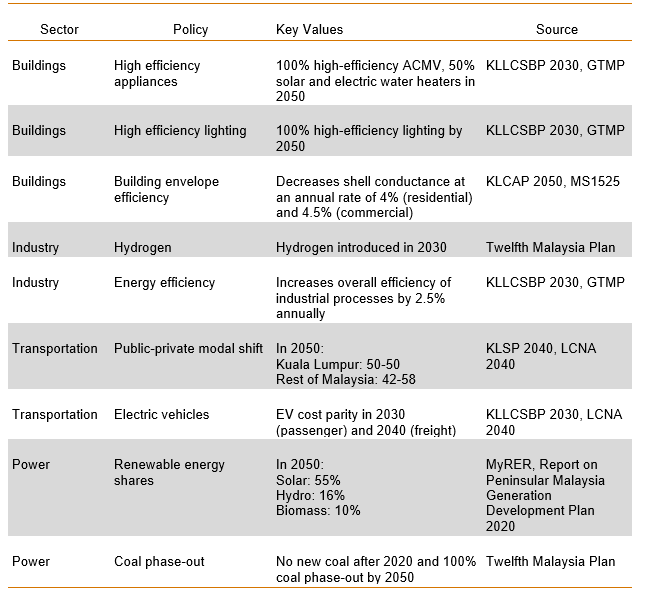 Sector Policy Key Values Source
Buildings High efficiency 100% high-efficiency ACMV, 50% KLLCSBP 2030, GTMP
appliances solar and electric water heaters in
2050
Buildings High efficiency lighting 100% high-efficiency lighting by KLLCSBP 2030, GTMP
2050
Buildings Building envelope Decreases shell conductance at KLCAP 2050, MS1525
efficiency an annual rate of 4% (residential)
and 4.5% (commercial)
Industry Hydrogen Hydrogen introduced in 2030 Twelfth Malaysia Plan
Industry Energy efficiency Increases overall efficiency of KLLCSBP 2030, GTMP
industrial processes by 2.5%
annually
Transportation Public-private modal shift In 2050: KLSP 2040, LCNA
Kuala Lumpur: 50-50 2040
Rest of Malaysia: 42-58
Transportation Electric vehicles EV cost parity in 2030 KLLCSBP 2030, LCNA
(passenger) and 2040 (freight) 2040
Power Renewable energy In 2050: MyRER, Report on
shares Solar: 55% Peninsular Malaysia
Hydro: 16% Generation
Biomass: 10% Development Plan
2020
Power Coal phase-out No new coal after 2020 and 100% Twelfth Malaysia Plan
coal phase-out by 2050